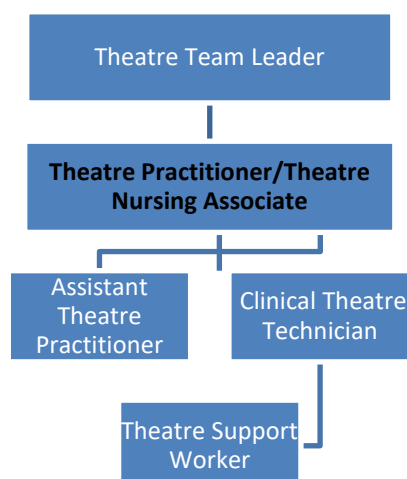 Theatre Team Leader
Theatre Practitioner/Theatre
Nursing Associate
Assistant
Theatre
Practitioner
Clinical Theatre
Technician
Theatre Support
Worker